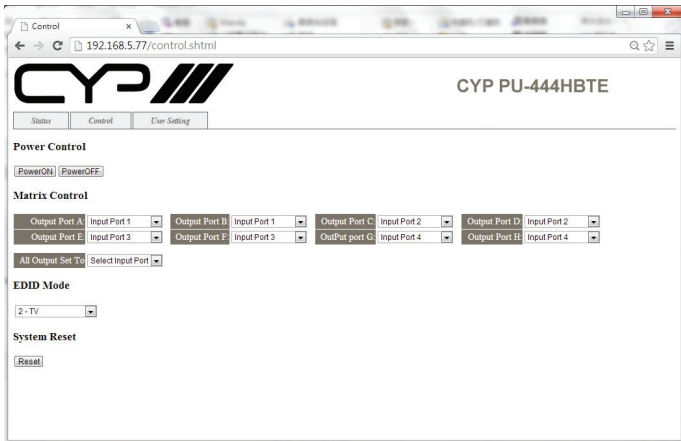 Control
192.168.5.77/control.shtml
CYP
CYP PU-444HBTE
Status Control User Setting
Power Control
PowerON PowerOFF
Matrix Control
Output Port A: Input Port 1 Output Port B: Input Port 1 Output Port C: Input Port 2 Output Port D: Input Port 2
Output Port E: Input Port 3 Output Port F: Input Port 3 OutPut port G: Input Port 4 Output Port H: Input Port 4
All Output Set To Select Input Port
EDID Mode
2 - TV
System Reset
Reset